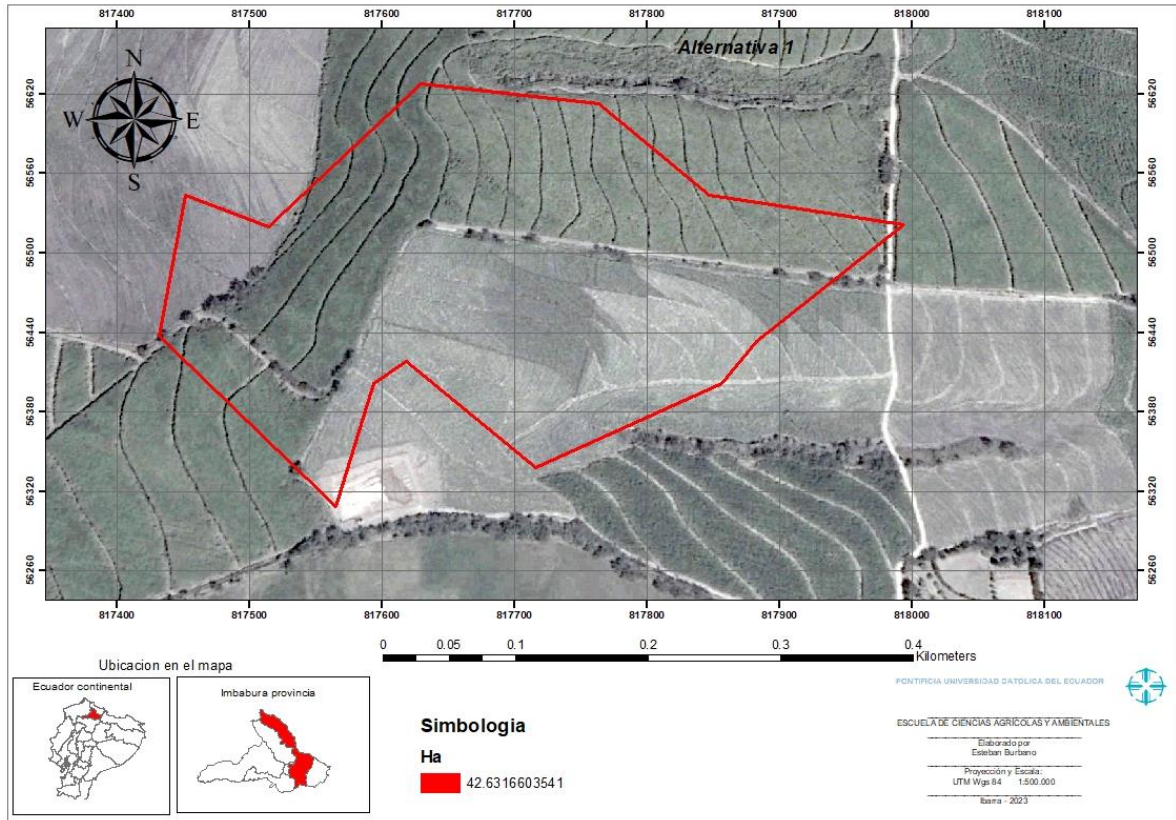 817400 817500 817600 817700 817800 817900 818000 818100
Alternativa 1
N
W E
S
56620 56620
56560 56560
56500 56500
56440 56440
56380 56380
56320 56320
56260 56260
817400 817500 817600 817700 817800 817900 818000 818100
0 0.05 0.1 0.2 0.3 0.4
Kilometers
Ubicacion en el mapa
Ecuador continental
Imbabura provincia
Simbologia
Ha
42.6316603541
PONTIFICIA UNIVERSIDAD CATOLICA DEL ECUADOR
ESCUELA DE CIENCIAS AGRÍCOLAS Y AMBIENTALES
Elaborado por
Esteban Burbano
Proyección y Escala:
UTM Wgs 84 1:500.000
Ibarra - 2023